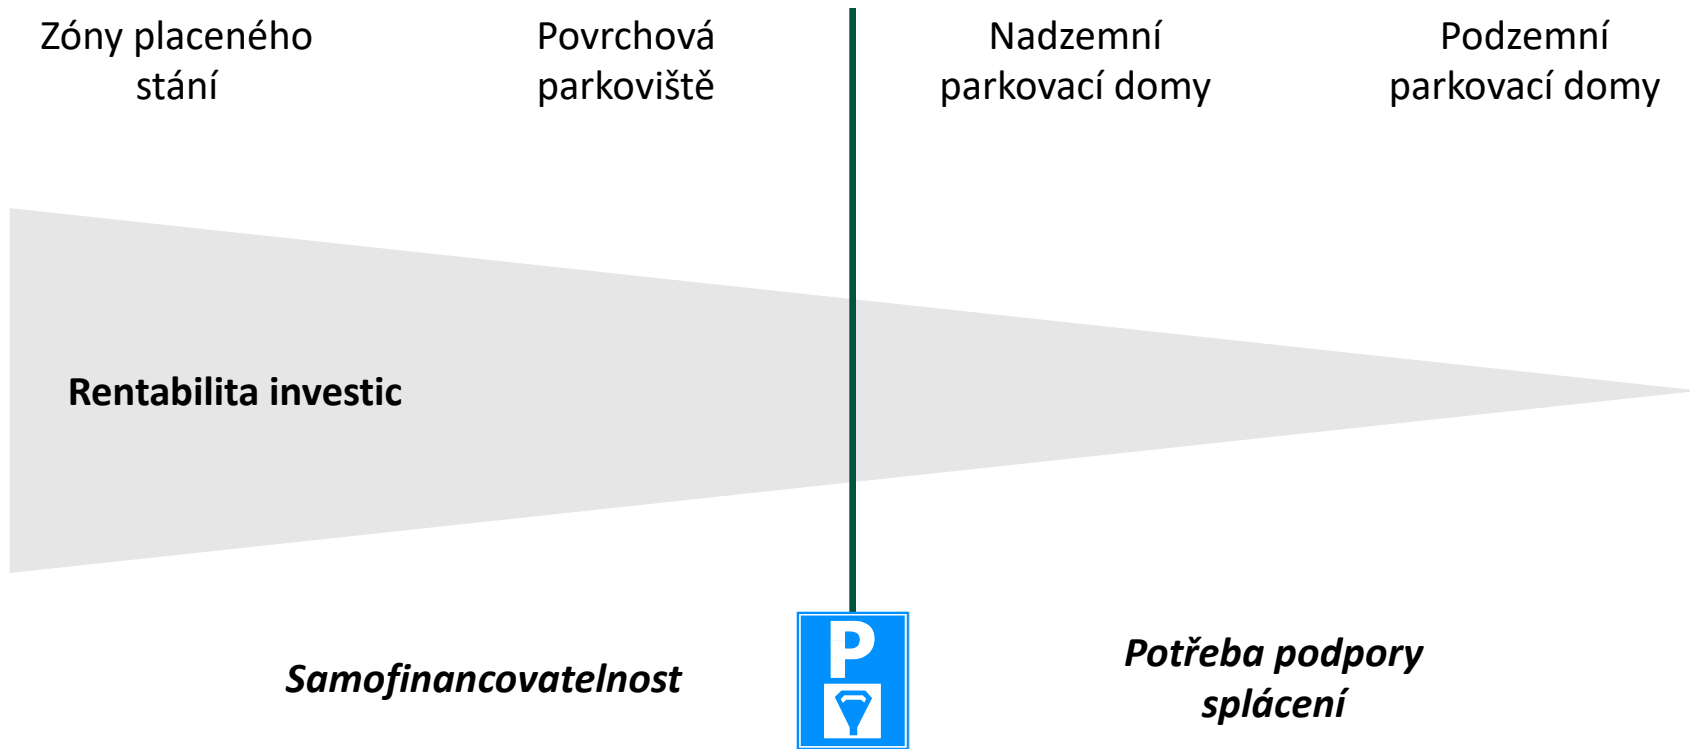 Zóny placeného
stání
Povrchová
parkoviště
Nadzemní
parkovací domy
Podzemní
parkovací domy
Rentabilita investic
Samofinancovatelnost
P
Potřeba podpory
splácení